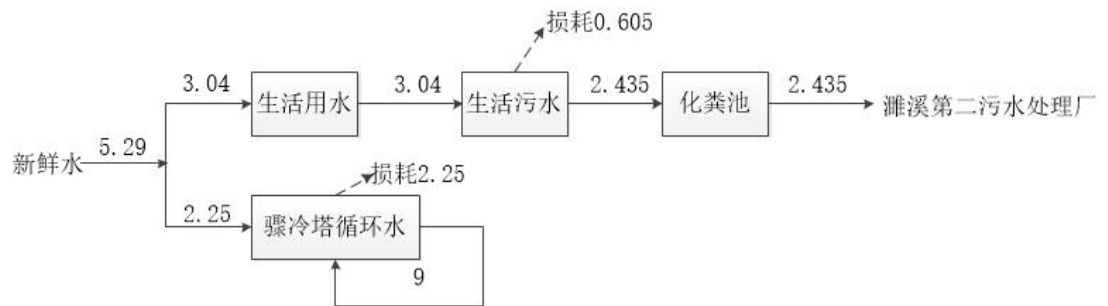 损耗0.605
3.04
生活用水
3.04
生活污水
2.435
化粪池
2.435
濉溪第二污水处理厂
新鲜水
5.29
损耗2.25
2.25
骤冷塔循环水
9